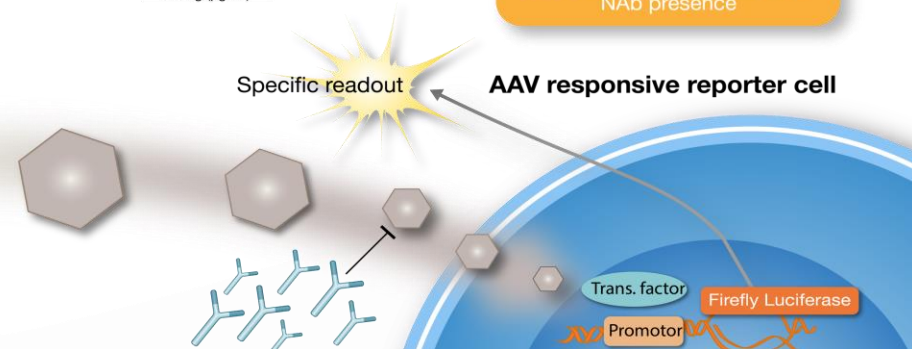 NAb presence
Specific readout
AAV responsive reporter cell
Trans. factor
Firefly Luciferase
Promotor